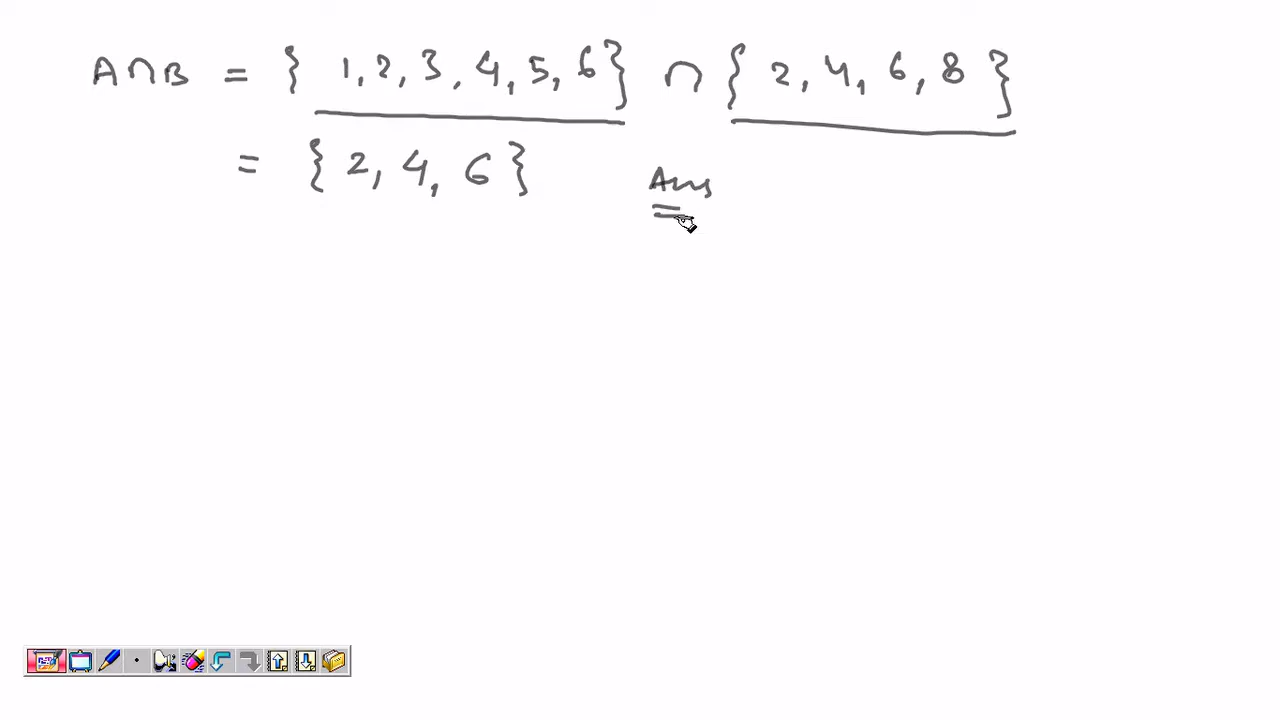 A∩B = { 1, 2, 3, 4, 5, 6 } ∩ { 2, 4, 6, 8 }
= { 2, 4, 6 } Ans